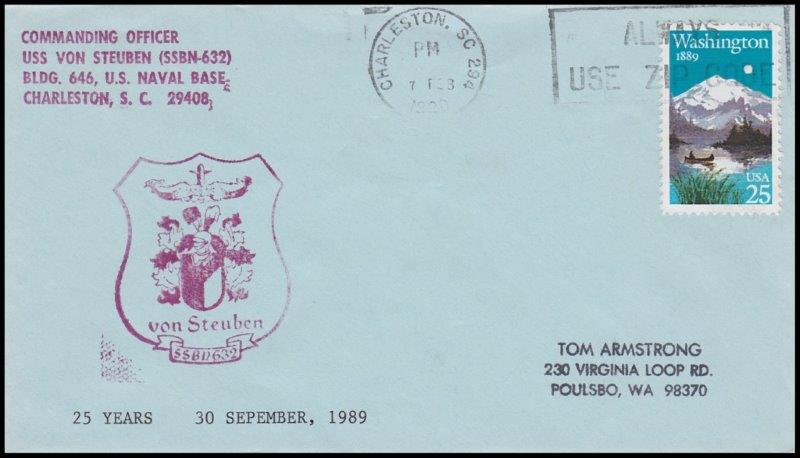 COMMANDING OFFICER
USS VON STEUBEN (SSBN-632)
BLDG. 646, U.S. NAVAL BASE
CHARLESTON, S. C. 29408
CHARLESTON, SC 294
PM
7 FEB
ALWAYS
USE ZIP CODE
Washington
1889
USA
25
von Steuben
SSBN632
TOM ARMSTRONG
230 VIRGINIA LOOP RD.
POULSBO, WA 98370
25 YEARS 30 SEPEMBER, 1989